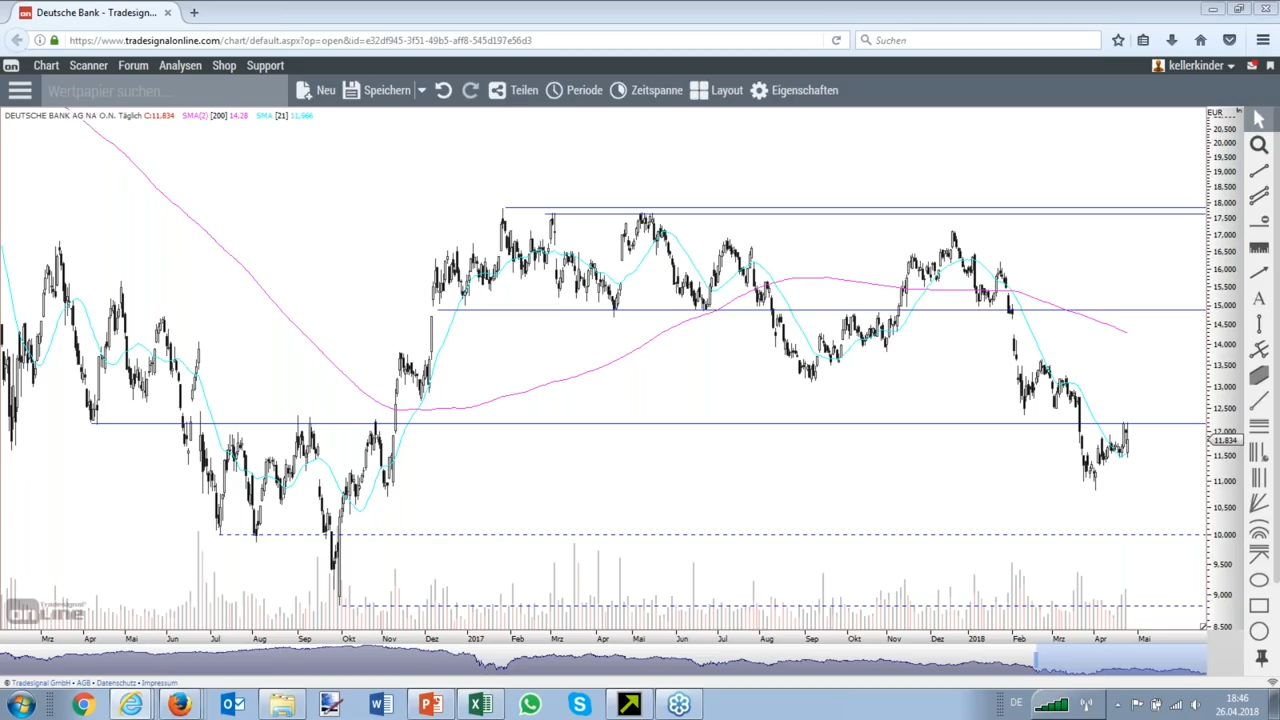 on Deutsche Bank - Tradesign... × +
https://www.tradesignalonline.com/chart/default.aspx?op=open&id=e32df945-3f51-49b5-aff8-545d197e56d3
Suchen
on Chart Scanner Forum Analysen Shop Support kellerkinder
Wertpapier suchen... Neu Speichern Teilen Periode Zeitspanne Layout Eigenschaften
DEUTSCHE BANK AG NA O.N. Täglich C:11.834 SMA(2) [200] 14,28 SMA [21] 11,566
EUR ln
20.500
20.000
19.500
19.000
18.500
18.000
17.500
17.000
16.500
16.000
15.500
15.000
14.500
14.000
13.500
13.000
12.500
12.000
11.834
11.500
11.000
10.500
10.000
9.500
9.000
8.500
Tradesignal
on LINE
Mrz Apr Mai Jun Jul Aug Sep Okt Nov Dez 2017 Feb Mrz Apr Mai Jun Jul Aug Sep Okt Nov Dez 2018 Feb Mrz Apr Mai
© Tradesignal GmbH • AGB • Datenschutz • Impressum
DE
18:46
26.04.2018